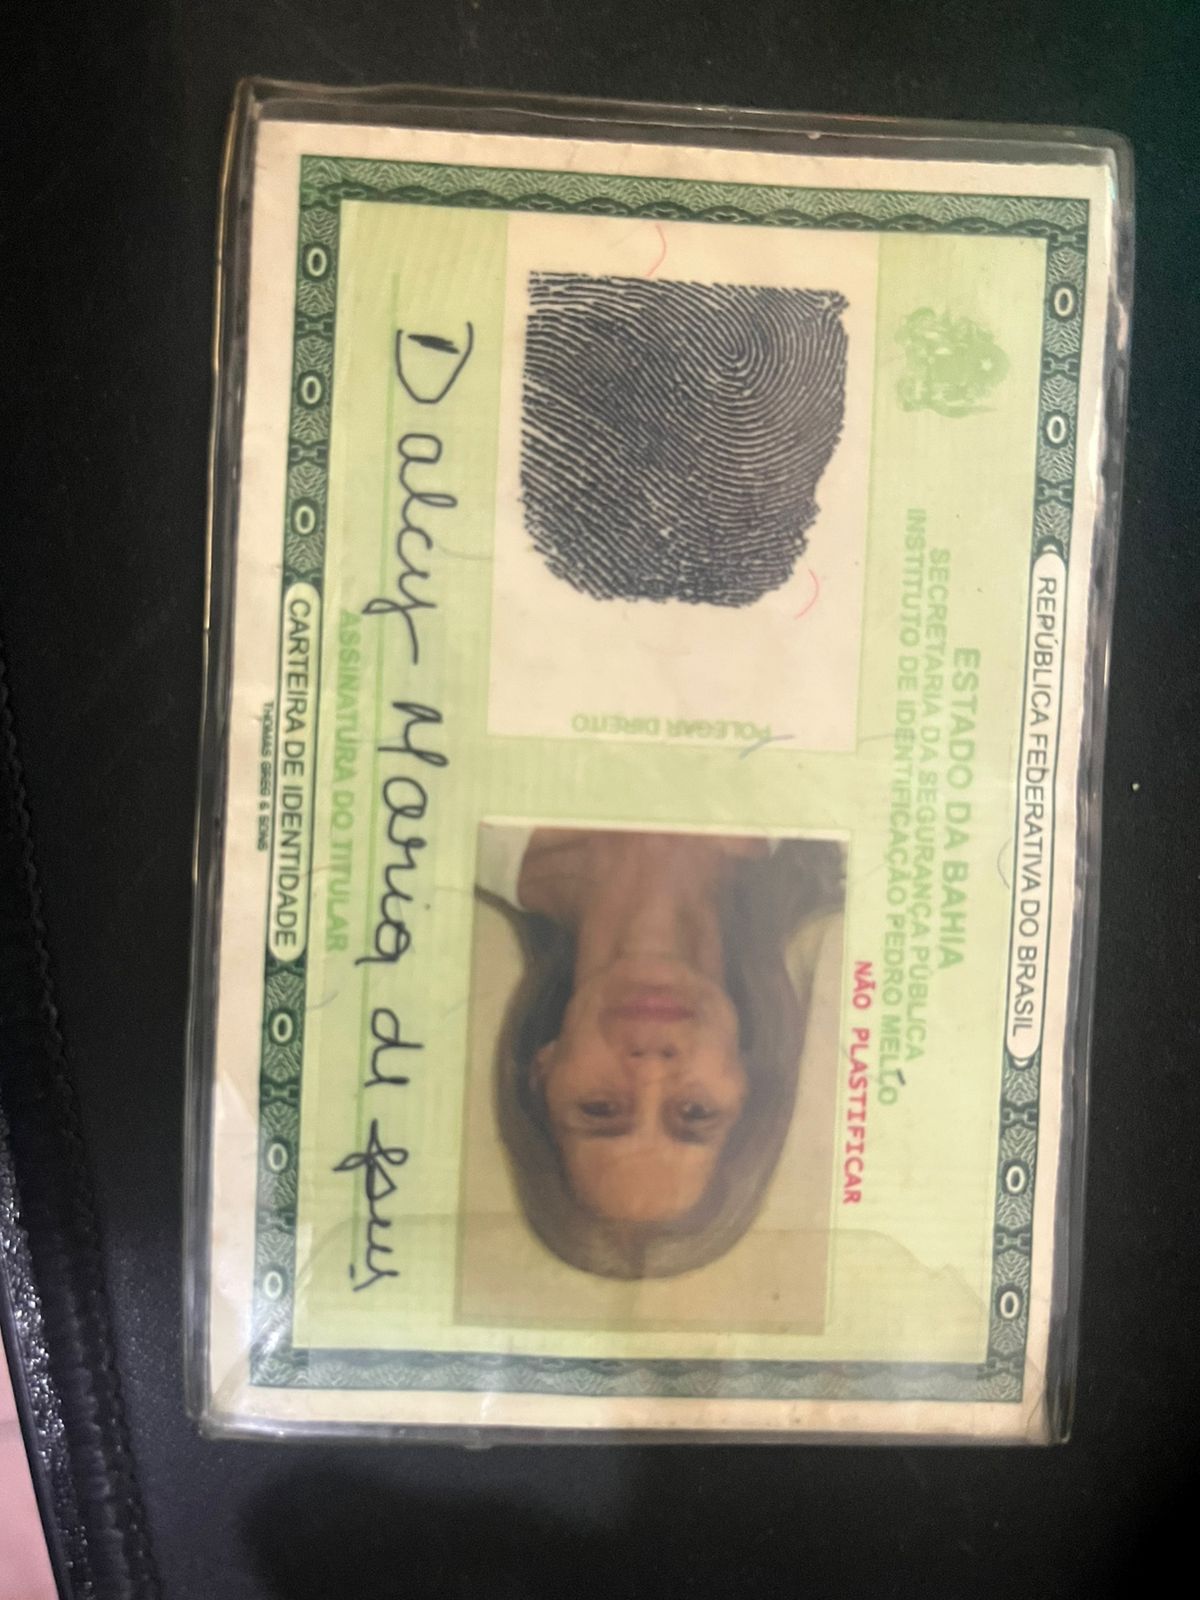 REPÚBLICA FEDERATIVA DO BRASIL
ESTADO DA BAHIA
SECRETARIA DA SEGURANÇA PÚBLICA
INSTITUTO DE IDENTIFICAÇÃO PEDRO MELLO
NÃO PLASTIFICAR
POLEGAR DIREITO
Dalcy Maria de Jesus
ASSINATURA DO TITULAR
CARTEIRA DE IDENTIDADE
THOMAS GREG & SONS